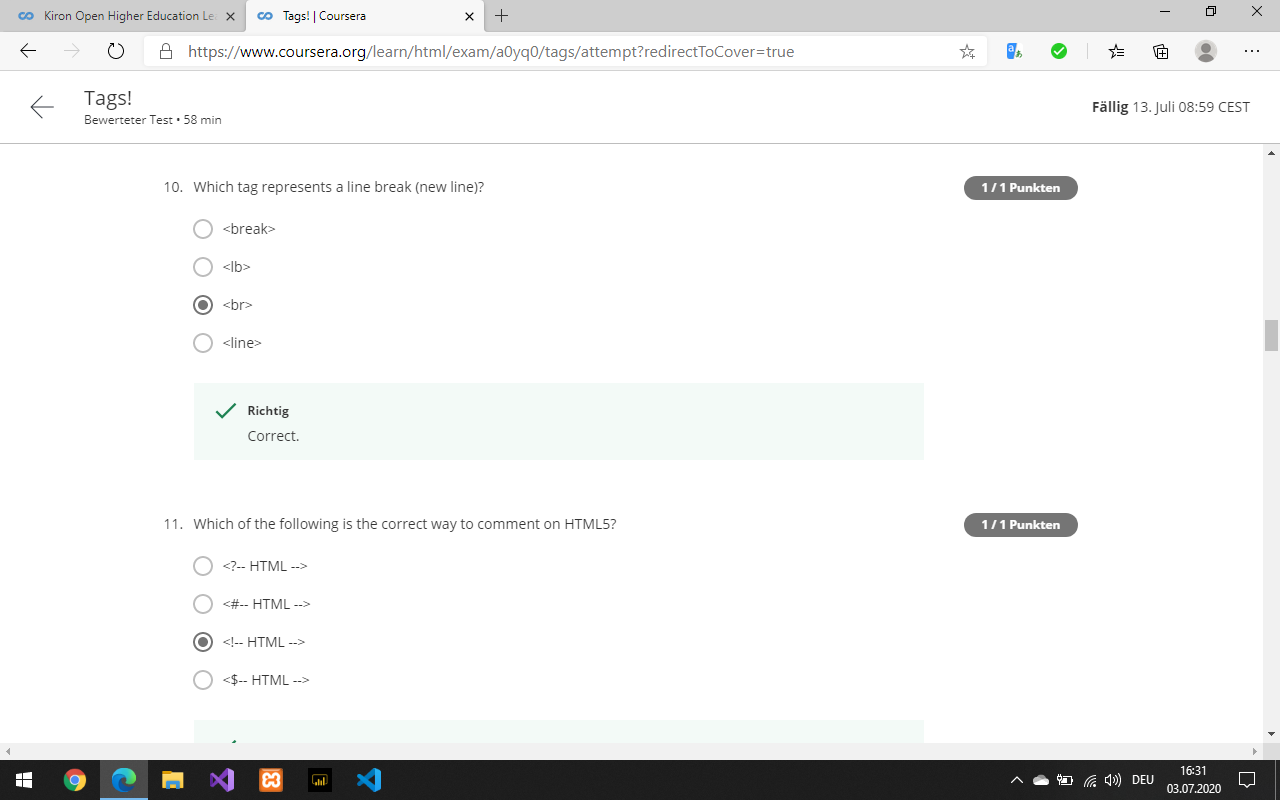 Kiron Open Higher Education Le
Tags! | Coursera
https://www.coursera.org/learn/html/exam/a0yq0/tags/attempt?redirectToCover=true
Tags!
Bewerteter Test • 58 min
Fällig 13. Juli 08:59 CEST
10. Which tag represents a line break (new line)?
1 / 1 Punkten
<break>
<lb>
<br>
<line>
Richtig
Correct.
11. Which of the following is the correct way to comment on HTML5?
1 / 1 Punkten
<?-- HTML -->
<#-- HTML -->
<!-- HTML -->
<$-- HTML -->
DEU
16:31
03.07.2020